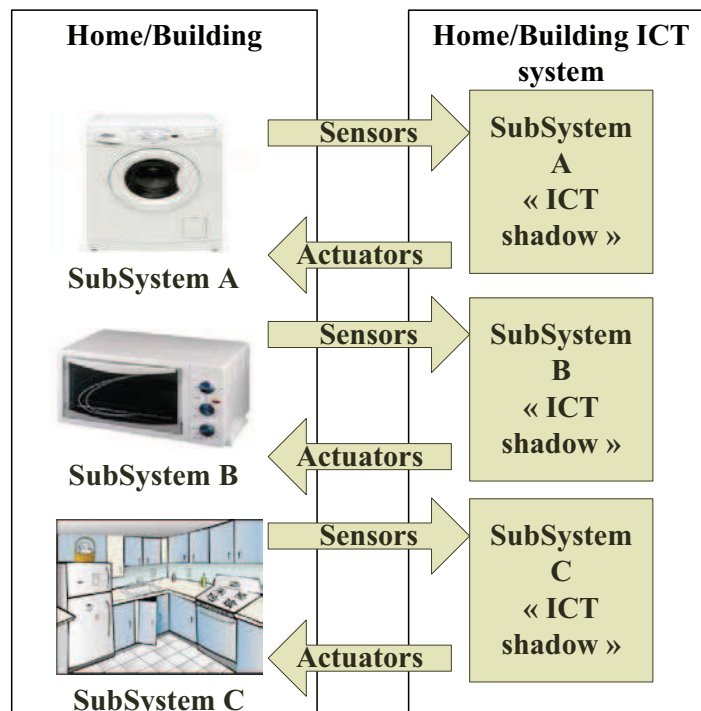 Home/Building
Home/Building ICT
system
Sensors
SubSystem
A
« ICT
shadow »
Actuators
SubSystem A
Sensors
SubSystem
B
« ICT
shadow »
Actuators
SubSystem B
Sensors
SubSystem
C
« ICT
shadow »
Actuators
SubSystem C